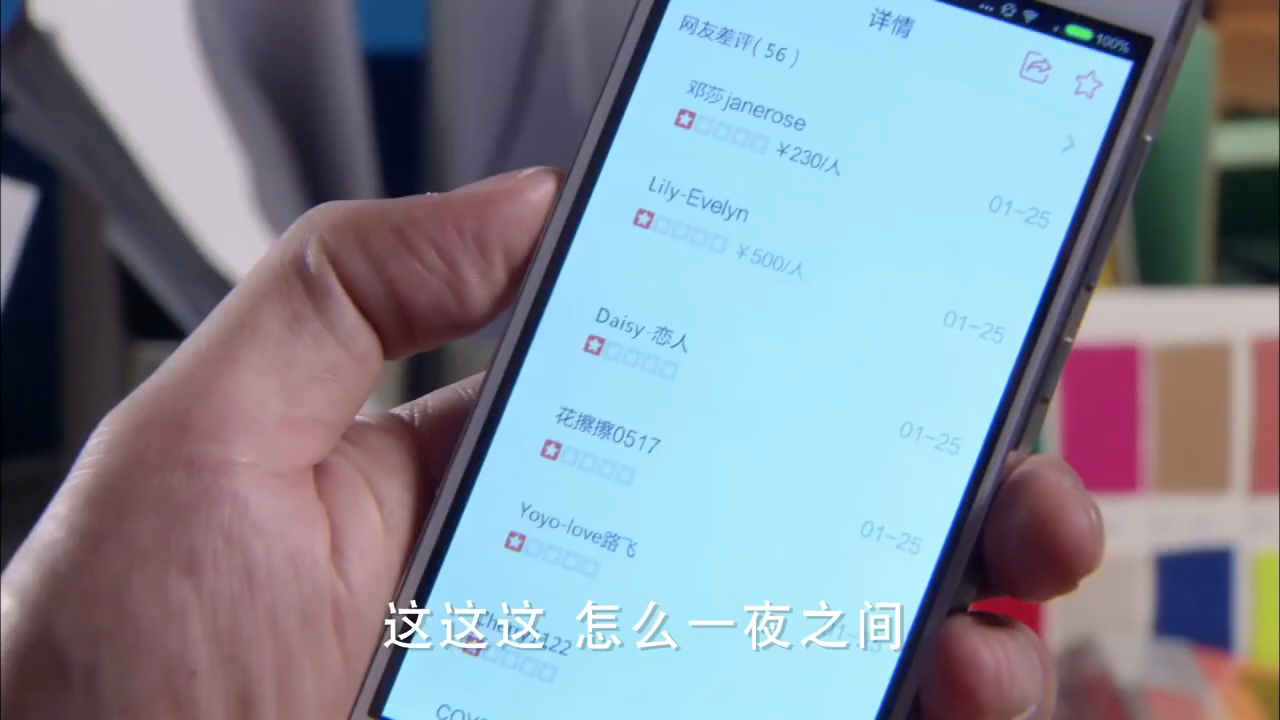 100%
详情
网友差评(56)
邓莎janerose
￥230/人
01-25
Lily-Evelyn
￥500/人
01-25
Daisy-恋人
01-25
花擦擦0517
01-25
Yoyo-love路飞
这这这 怎么一夜之间